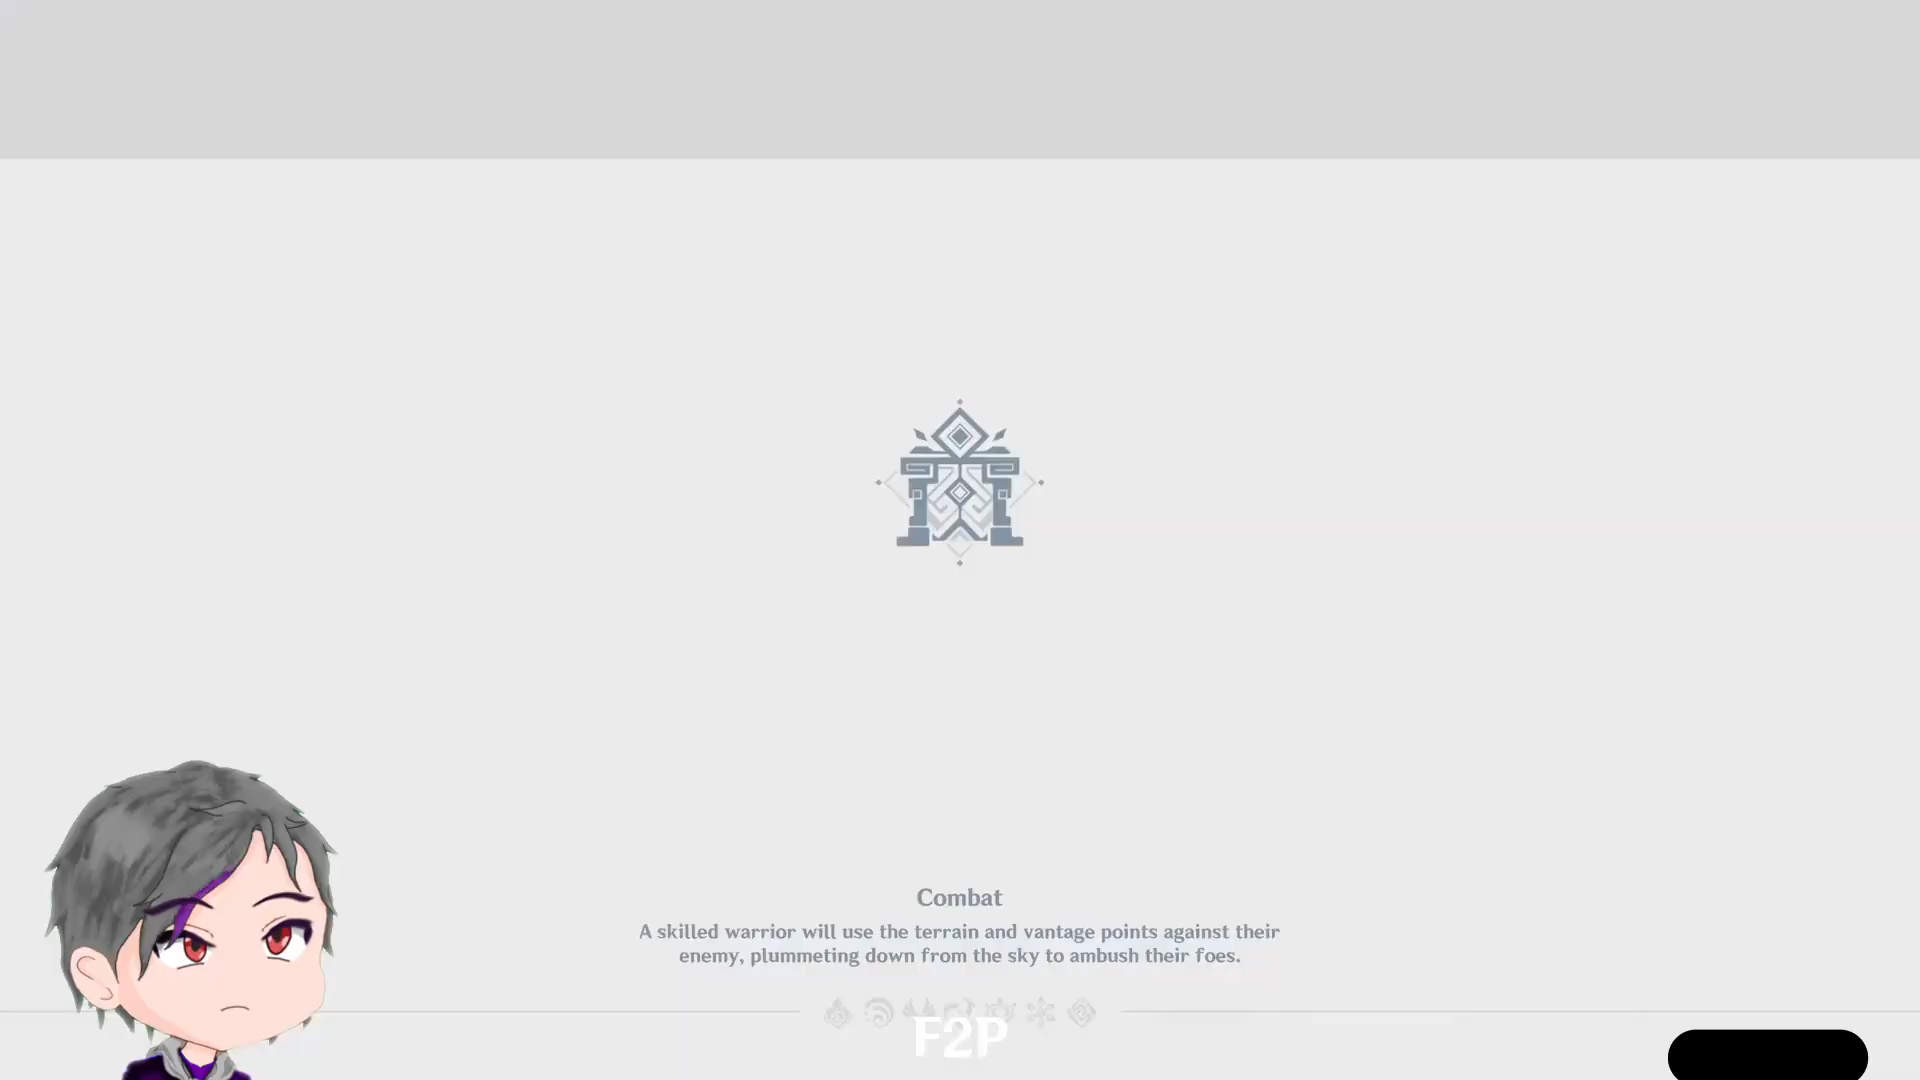 Combat
A skilled warrior will use the terrain and vantage points against their
enemy, plummeting down from the sky to ambush their foes.
F2P